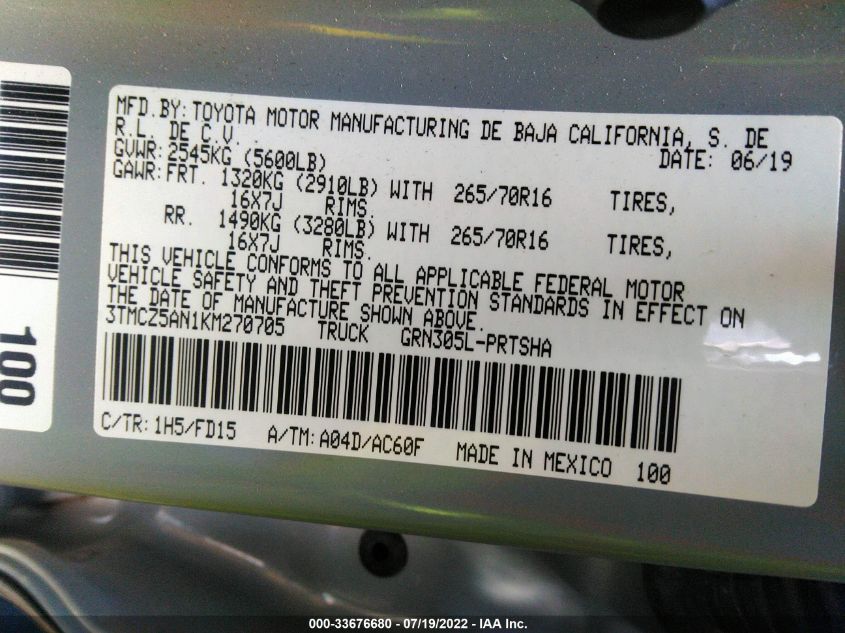 MFD.BY: TOYOTA MOTOR MANUFACTURING DE BAJA CALIFORNIA, S. DE
R.L. DE C.V.
DATE: 06/19
GVWR: 2545KG (5600LB)
GAWR: FRT. 1320KG (2910LB) WITH 265/70R16 TIRES,
16X7J RIMS.
RR. 1490KG (3280LB) WITH 265/70R16 TIRES,
16X7J RIMS.
THIS VEHICLE CONFORMS TO ALL APPLICABLE FEDERAL MOTOR
VEHICLE SAFETY AND THEFT PREVENTION STANDARDS IN EFFECT ON
THE DATE OF MANUFACTURE SHOWN ABOVE.
3TMCZ5AN1KM270705 TRUCK GRN305L-PRTSHA
C/TR: 1H5/FD15 A/TM: A04D/AC60F MADE IN MEXICO 100
100
000-33676680 - 07/19/2022 - IAA Inc.